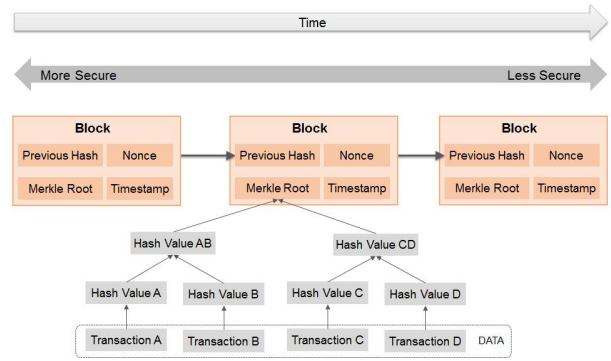 Time
More Secure Less Secure
Block Block Block
Previous Hash Nonce Previous Hash Nonce Previous Hash Nonce
Merkle Root Timestamp Merkle Root Timestamp Merkle Root Timestamp
Hash Value AB Hash Value CD
Hash Value A Hash Value B Hash Value C Hash Value D
Transaction A Transaction B Transaction C Transaction D DATA